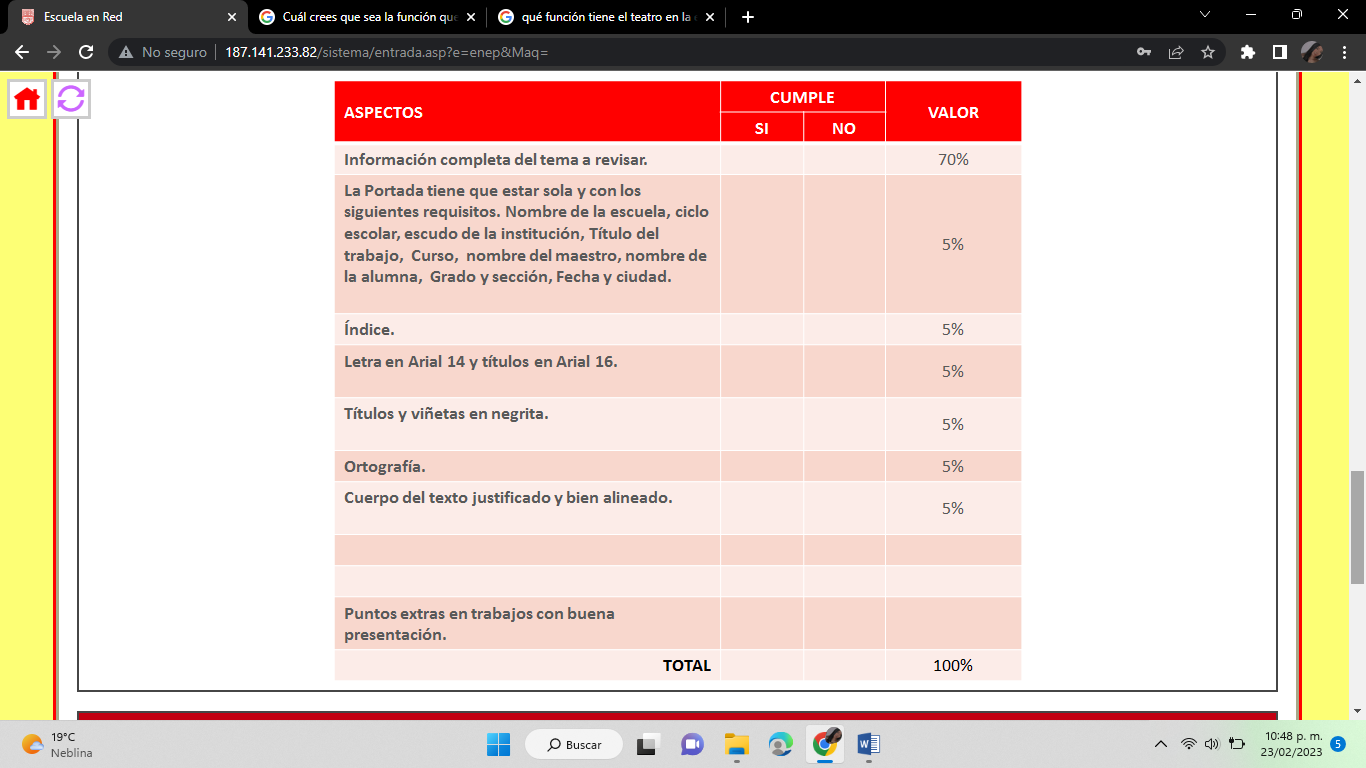 Escuela en Red
Cuál crees que sea la función que
qué función tiene el teatro en la
No seguro
187.141.233.82/sistema/entrada.asp?e=enep&Maq=
ASPECTOS
CUMPLE
VALOR
SI
NO
Información completa del tema a revisar.
70%
La Portada tiene que estar sola y con los
siguientes requisitos. Nombre de la escuela, ciclo
escolar, escudo de la institución, Título del
trabajo, Curso, nombre del maestro, nombre de
la alumna, Grado y sección, Fecha y ciudad.
5%
Índice.
5%
Letra en Arial 14 y títulos en Arial 16.
5%
Títulos y viñetas en negrita.
5%
Ortografía.
5%
Cuerpo del texto justificado y bien alineado.
5%
Puntos extras en trabajos con buena
presentación.
TOTAL
100%
19°C
Neblina
Buscar
10:48 p. m.
23/02/2023
5